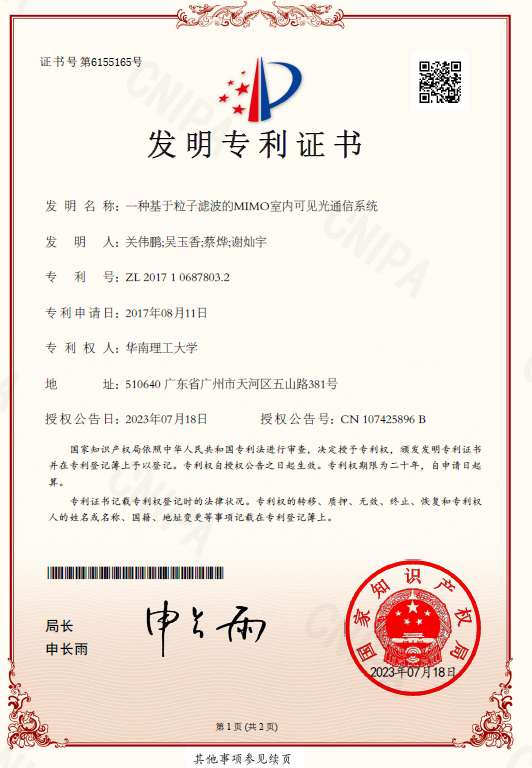 证书号第6155165号
发明专利证书
发明名称：一种基于粒子滤波的MIMO室内可见光通信系统
发明人：关伟鹏;吴玉香;蔡烨;谢灿宇
专利号：ZL 2017 1 0687803.2
专利申请日：2017年08月11日
专利权人：华南理工大学
地址：510640 广东省广州市天河区五山路381号
授权公告日：2023年07月18日 授权公告号：CN 107425896 B
国家知识产权局依照中华人民共和国专利法进行审查，决定授予专利权，颁发发明专利证书
并在专利登记簿上予以登记。专利权自授权公告之日起生效。专利权期限为二十年，自申请日起
算。
专利证书记载专利权登记时的法律状况。专利权的转移、质押、无效、终止、恢复和专利权
人的姓名或名称、国籍、地址变更等事项记载在专利登记簿上。
局长
申长雨
申长雨
国家知识产权局
2023年07月18日
第 1 页 (共 2 页)
其他事项参见续页
CNIPA
CNIPA
CNIPA
CNIPA